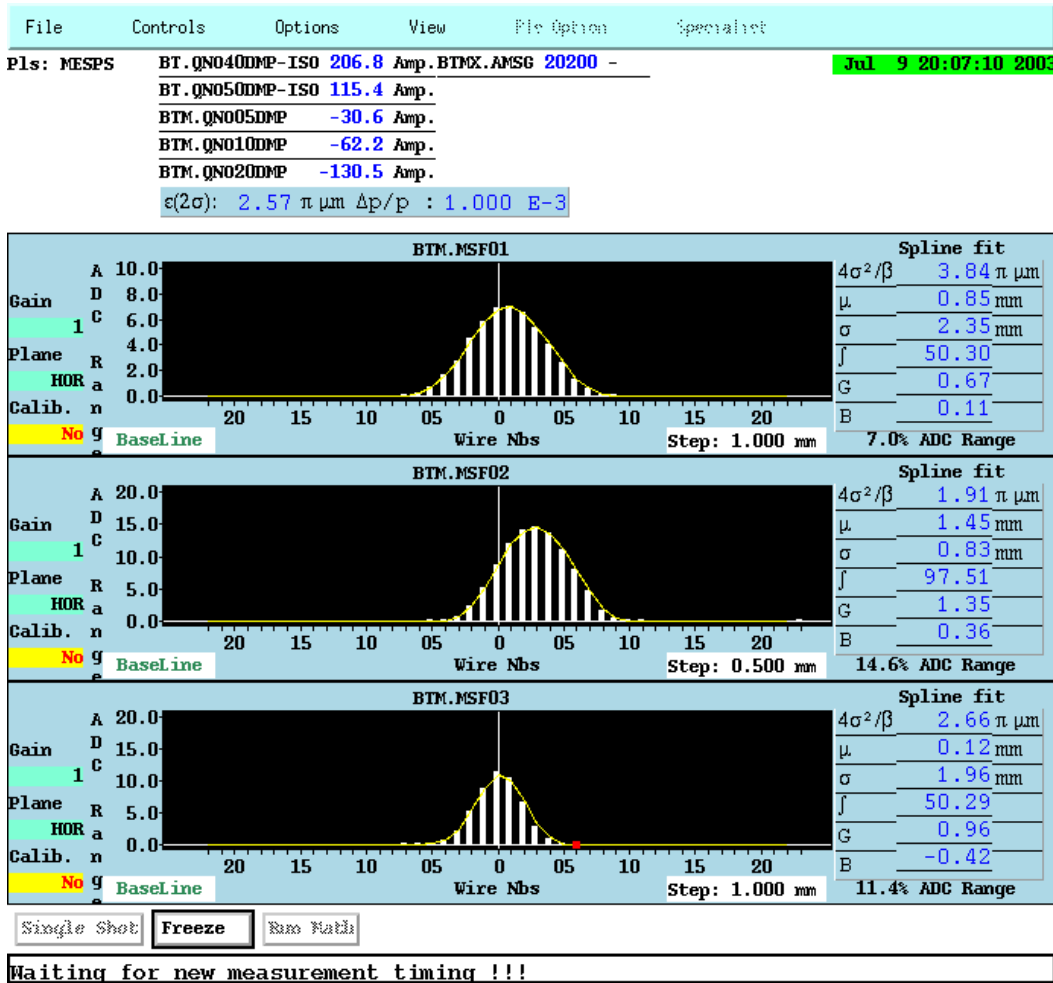 File Controls Options View Pls Option Specialist
Pls: MESPS BT.QNO40DMP-ISO 206.8 Amp. BTMX.AMSG 20200 - Jul 9 20:07:10 2003
BT.QNO50DMP-ISO 115.4 Amp.
BTM.QNO05DMP -30.6 Amp.
BTM.QNO10DMP -62.2 Amp.
BTM.QNO20DMP -130.5 Amp.
ε(2σ): 2.57 π μm Δp/p : 1.000 E-3
BTM.MSF01 Spline fit
ADC Range
10.0
8.0
6.0
4.0
2.0
0.0
Gain
1
Plane
HOR
Calib.
No
20 15 10 05 0 05 10 15 20
BaseLine Wire Nbs Step: 1.000 mm
4σ²/β 3.84 π μm
μ 0.85 mm
σ 2.35 mm
∫ 50.30
G 0.67
B 0.11
7.0% ADC Range
BTM.MSF02 Spline fit
ADC Range
20.0
15.0
10.0
5.0
0.0
Gain
1
Plane
HOR
Calib.
No
20 15 10 05 0 05 10 15 20
BaseLine Wire Nbs Step: 0.500 mm
4σ²/β 1.91 π μm
μ 1.45 mm
σ 0.83 mm
∫ 97.51
G 1.35
B 0.36
14.6% ADC Range
BTM.MSF03 Spline fit
ADC Range
20.0
15.0
10.0
5.0
0.0
Gain
1
Plane
HOR
Calib.
No
20 15 10 05 0 05 10 15 20
BaseLine Wire Nbs Step: 1.000 mm
4σ²/β 2.66 π μm
μ 0.12 mm
σ 1.96 mm
∫ 50.29
G 0.96
B -0.42
11.4% ADC Range
Single Shot Freeze Run Math
Waiting for new measurement timing !!!